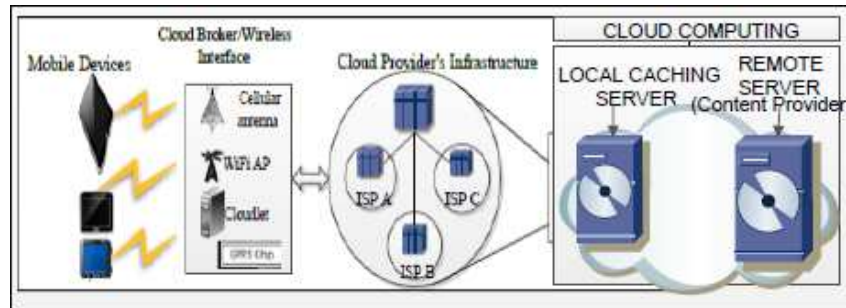 Mobile Devices
Cloud Broker/Wireless
Interface
Cellular
antenna
WiFi AP
Cloudlet
Cloud Provider's Infrastructure
ISP A
ISP C
ISP B
CLOUD COMPUTING
LOCAL CACHING
SERVER
REMOTE
SERVER
(Content Provider